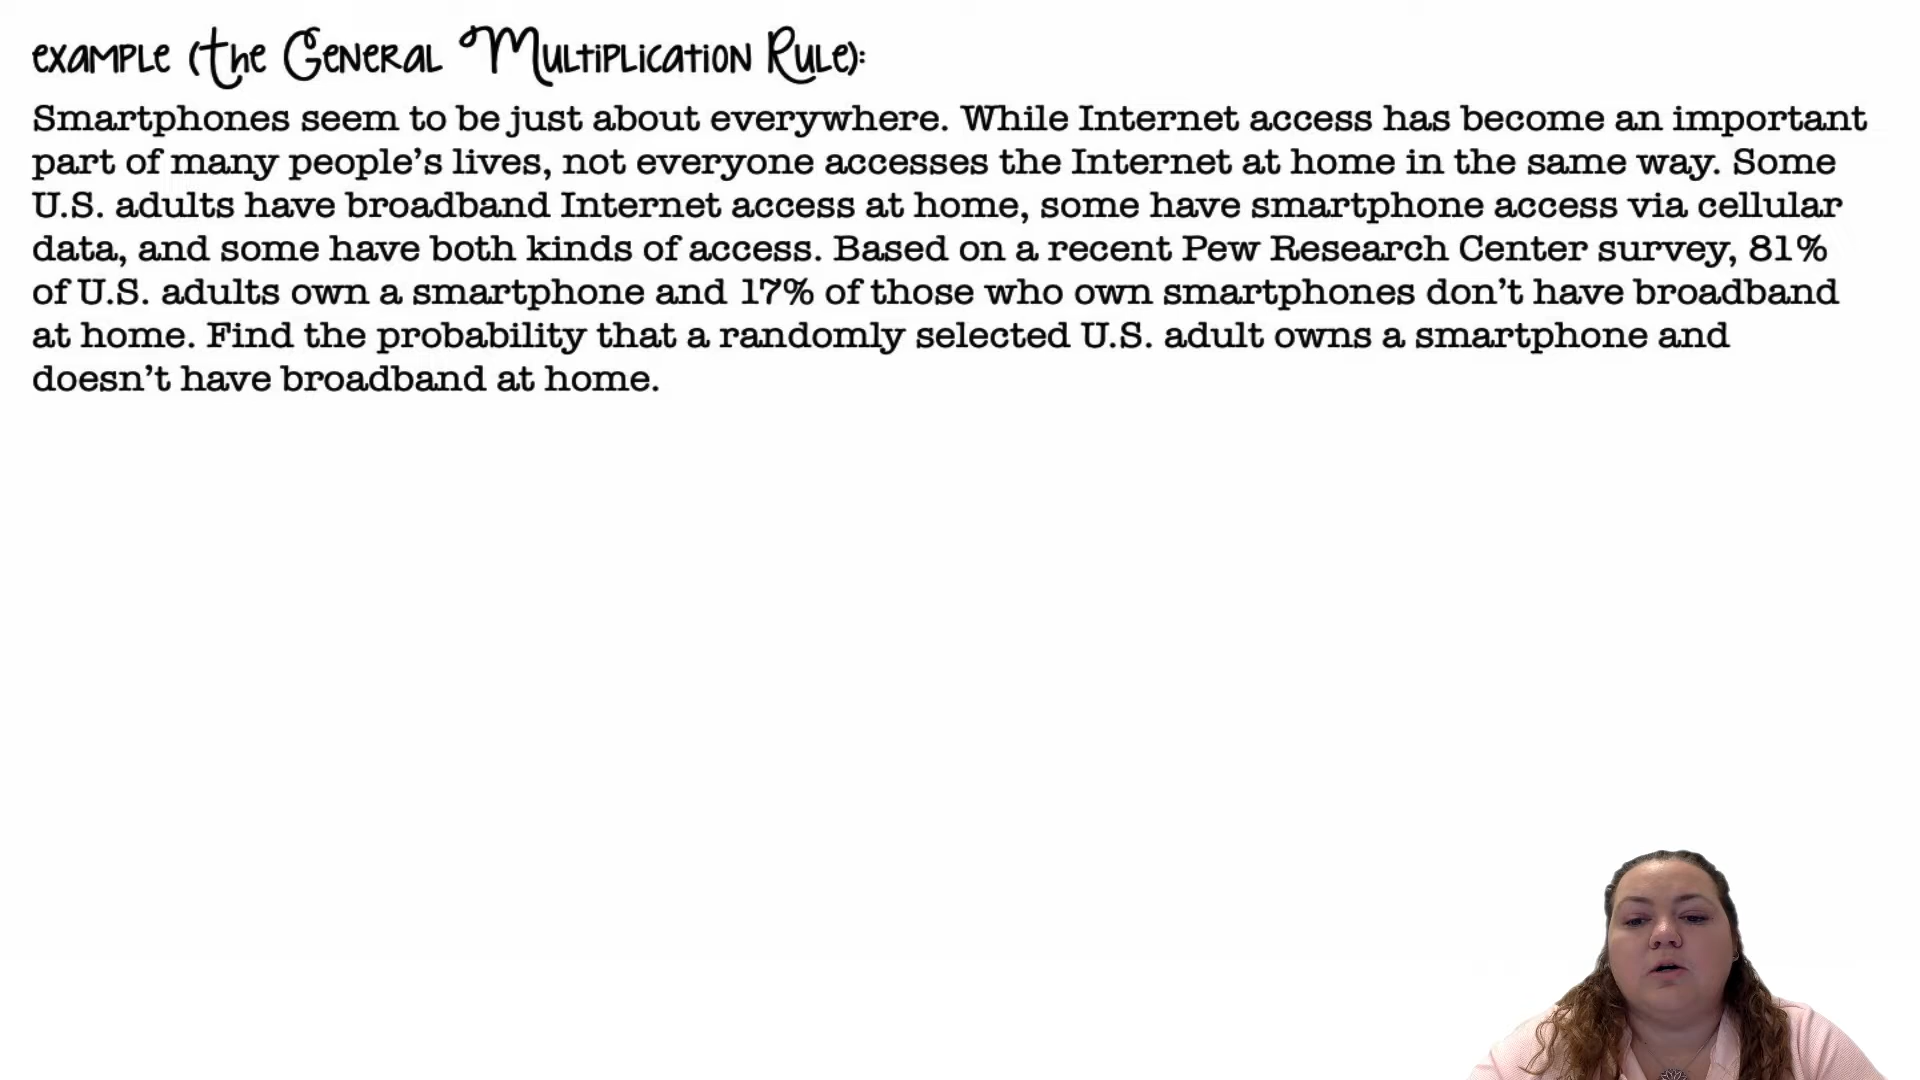 example (the General Multiplication Rule):
Smartphones seem to be just about everywhere. While Internet access has become an important
part of many people's lives, not everyone accesses the Internet at home in the same way. Some
U.S. adults have broadband Internet access at home, some have smartphone access via cellular
data, and some have both kinds of access. Based on a recent Pew Research Center survey, 81%
of U.S. adults own a smartphone and 17% of those who own smartphones don't have broadband
at home. Find the probability that a randomly selected U.S. adult owns a smartphone and
doesn't have broadband at home.